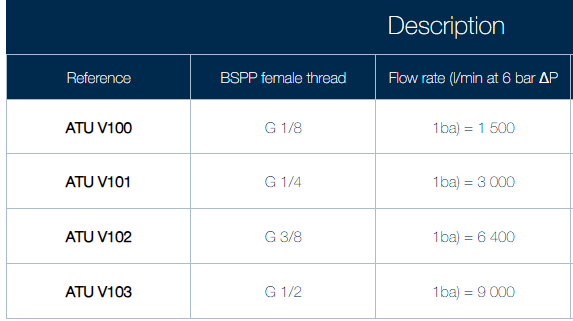 Description
Reference BSPP female thread Flow rate (l/min at 6 bar ΔP
ATU V100 G 1/8 1ba) = 1 500
ATU V101 G 1/4 1ba) = 3 000
ATU V102 G 3/8 1ba) = 6 400
ATU V103 G 1/2 1ba) = 9 000